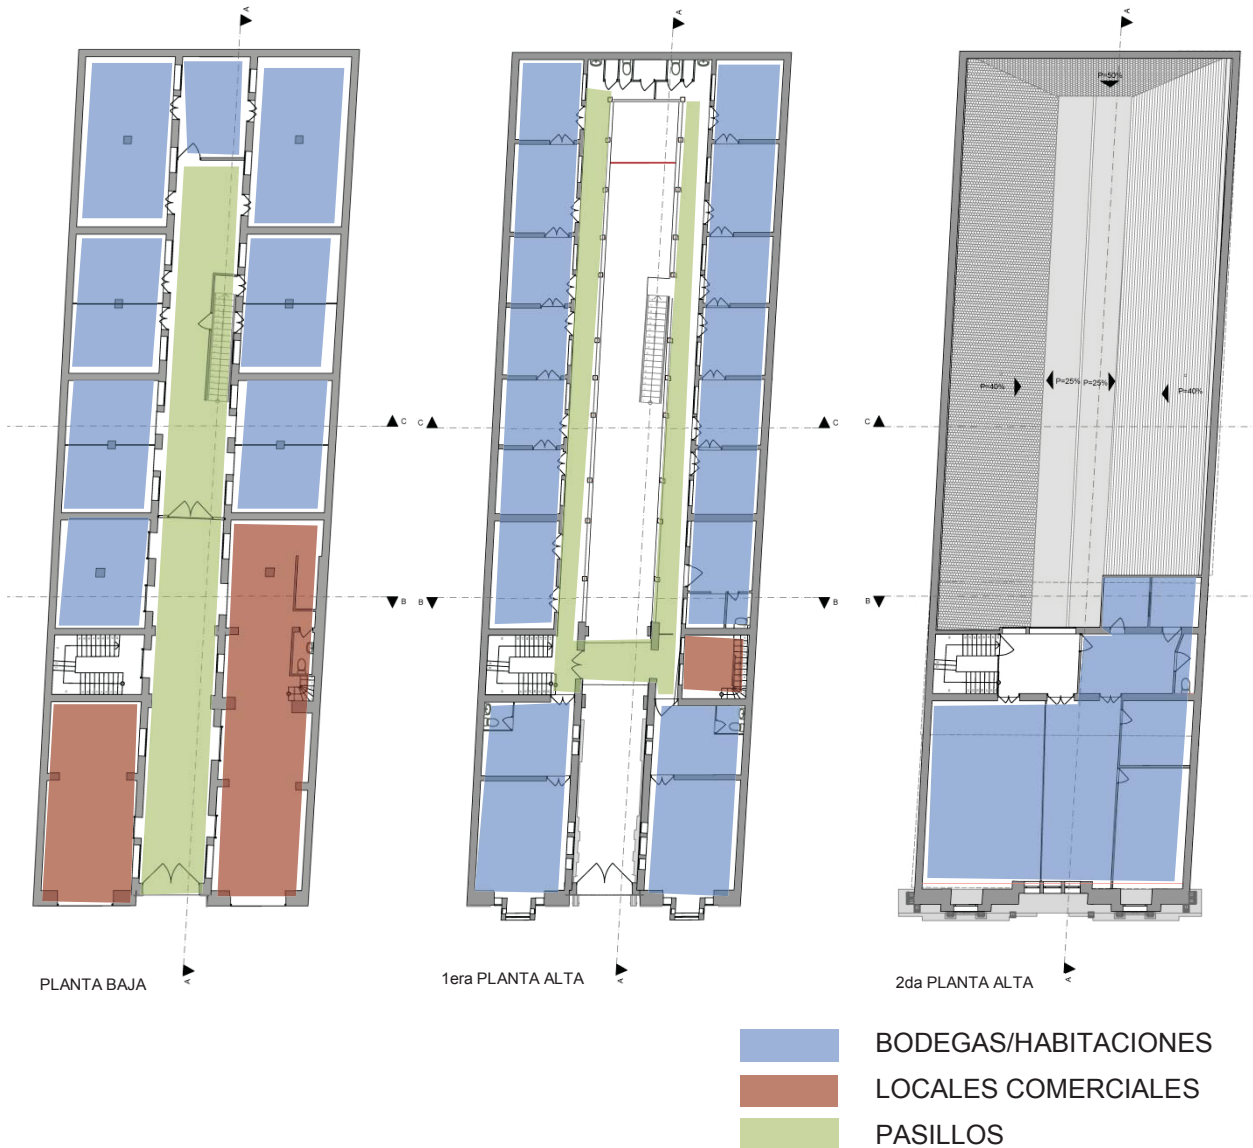 A
A
A
P=50%
P=40%
P=25%
P=25%
P=40%
C
C
C
C
B
B
B
B
A
A
A
PLANTA BAJA
1era PLANTA ALTA
2da PLANTA ALTA
BODEGAS/HABITACIONES
LOCALES COMERCIALES
PASILLOS